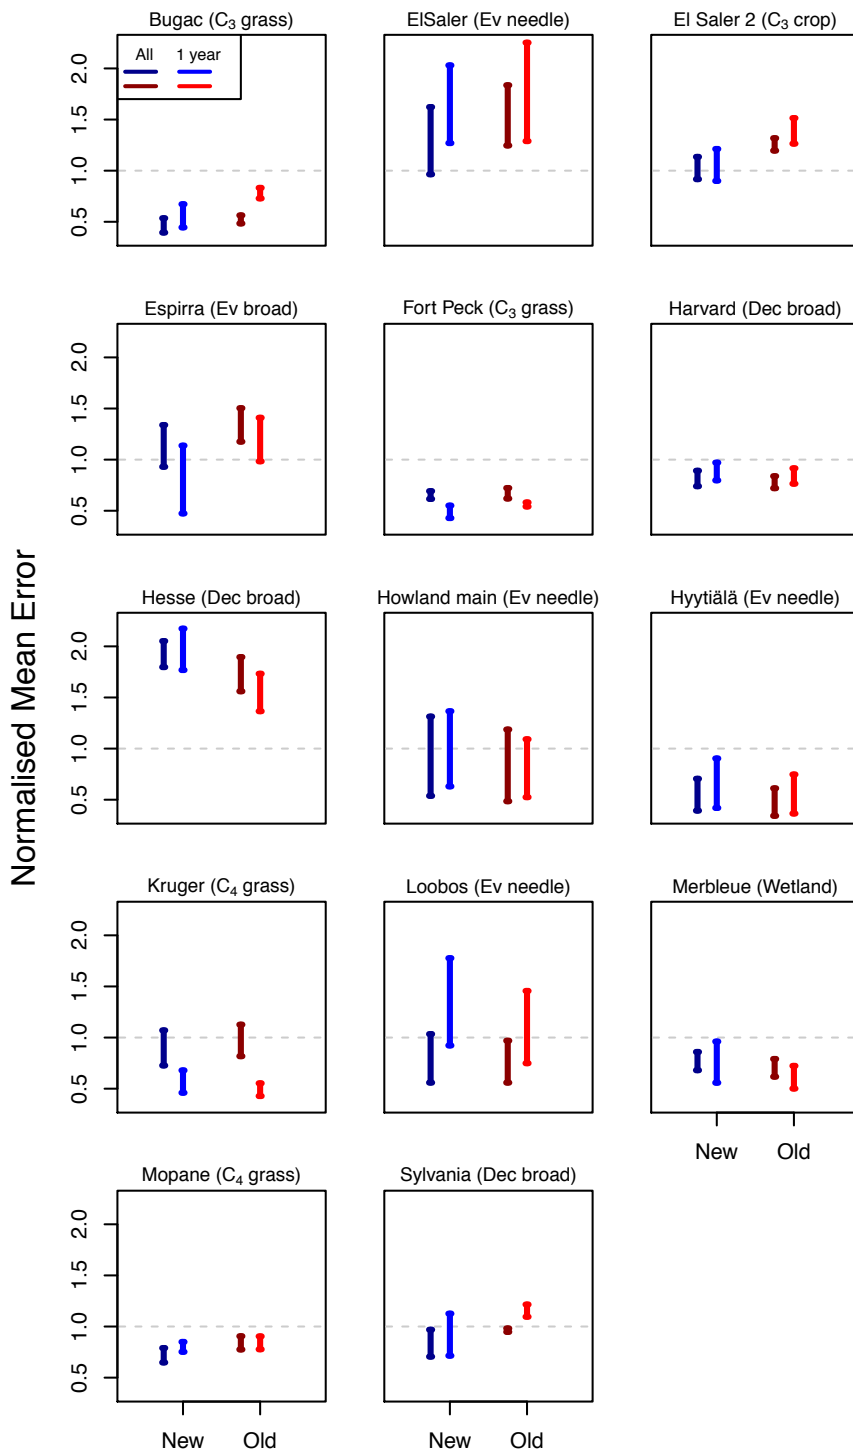 Bugac (C₃ grass)
ElSaler (Ev needle)
El Saler 2 (C₃ crop)
All
1 year
2.0
1.5
1.0
0.5
Espirra (Ev broad)
Fort Peck (C₃ grass)
Harvard (Dec broad)
2.0
1.5
1.0
0.5
Normalised Mean Error
Hesse (Dec broad)
Howland main (Ev needle)
Hyytiälä (Ev needle)
2.0
1.5
1.0
0.5
Kruger (C₄ grass)
Loobos (Ev needle)
Merbleue (Wetland)
2.0
1.5
1.0
0.5
New
Old
Mopane (C₄ grass)
Sylvania (Dec broad)
2.0
1.5
1.0
0.5
New
Old
New
Old